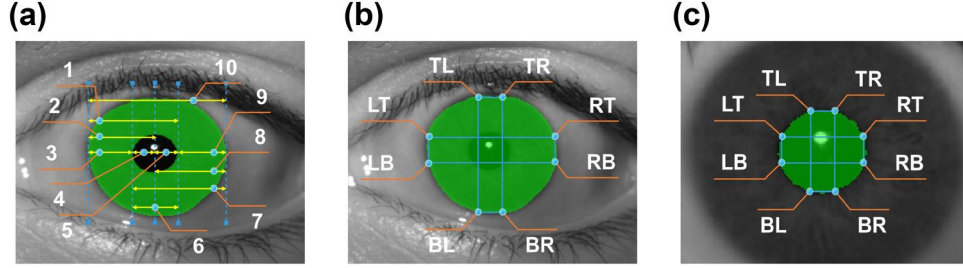 (a) (b) (c)
1 10
2 9
3 8
4
5 6 7
TL TR
LT RT
LB RB
BL BR
TL TR
LT RT
LB RB
BL BR